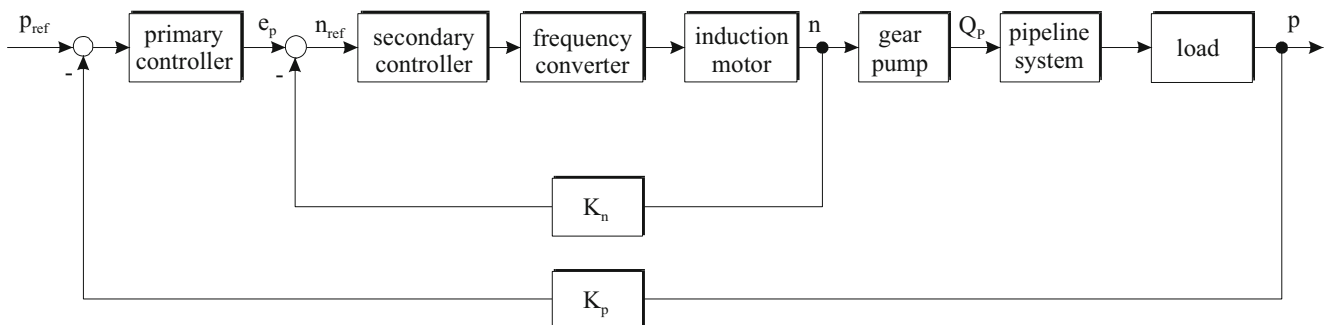 p_ref
-
primary
controller
e_p
-
n_ref
secondary
controller
frequency
converter
induction
motor
n
gear
pump
Q_P
pipeline
system
load
p
K_n
K_p